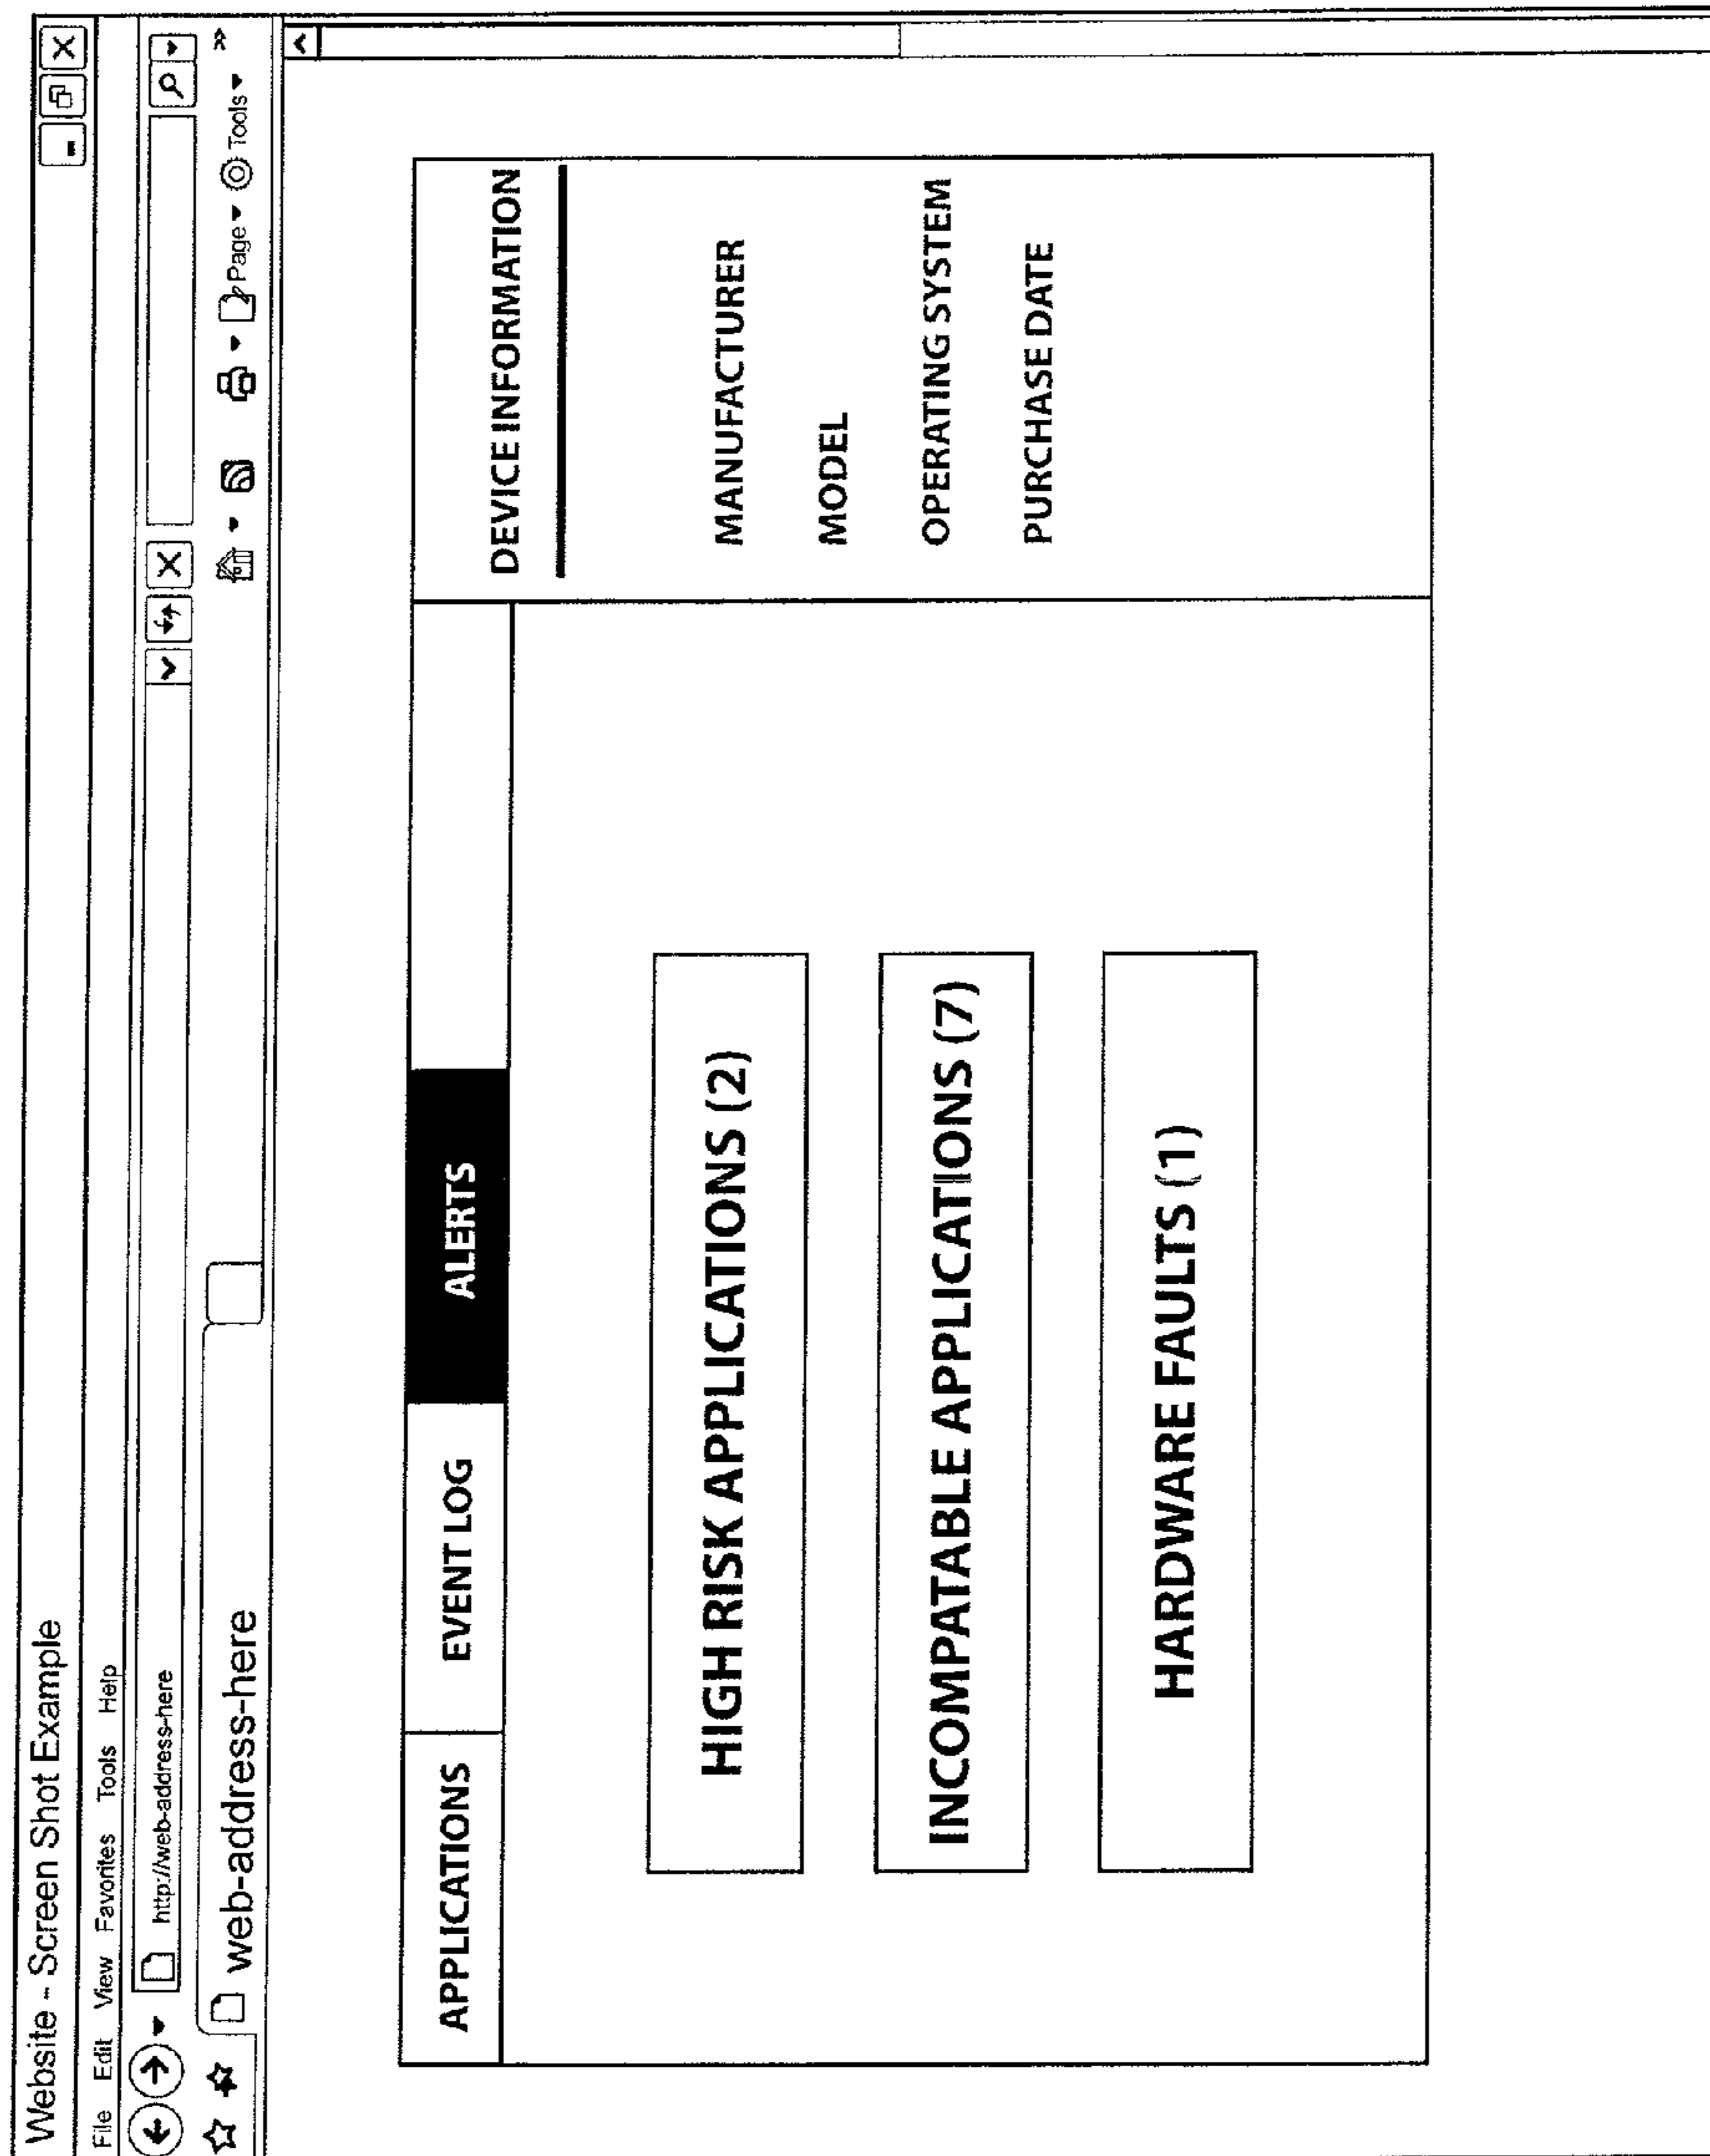 Website - Screen Shot Example
File Edit View Favorites Tools Help
http://web-address-here
web-address-here
Page Tools
APPLICATIONS EVENT LOG ALERTS
HIGH RISK APPLICATIONS (2)
INCOMPATABLE APPLICATIONS (7)
HARDWARE FAULTS (1)
DEVICE INFORMATION
MANUFACTURER
MODEL
OPERATING SYSTEM
PURCHASE DATE